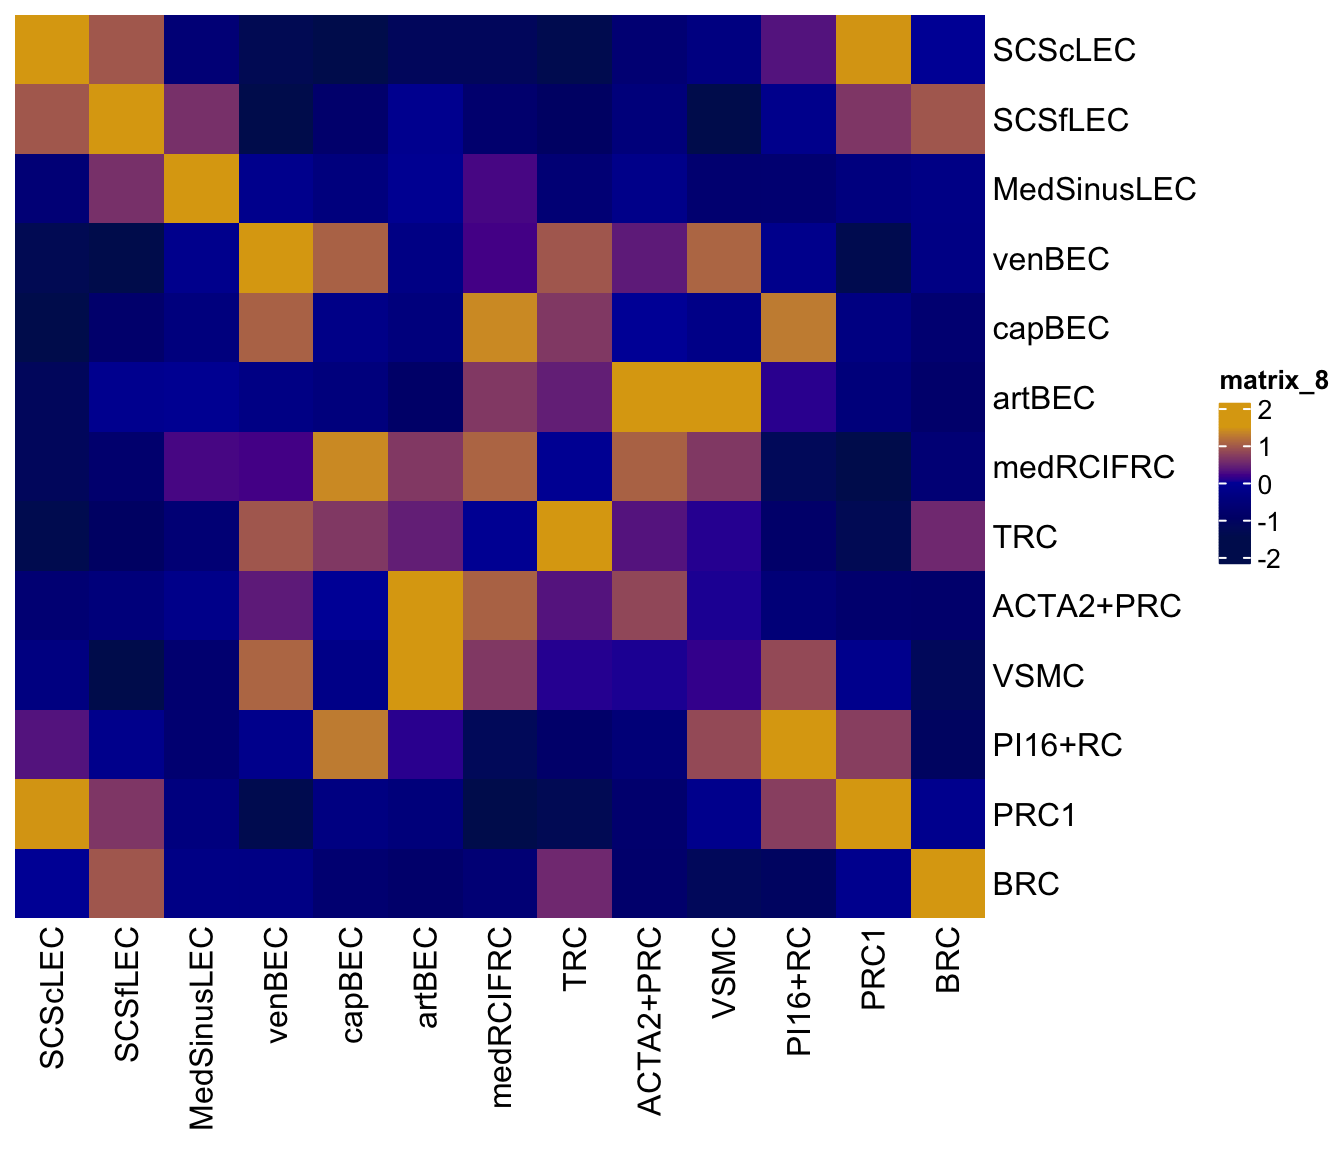 SCScLEC
SCSfLEC
MedSinusLEC
venBEC
capBEC
artBEC
medRCIFRC
TRC
ACTA2+PRC
VSMC
PI16+RC
PRC1
BRC
matrix_8
2
1
0
-1
-2
SCScLEC
SCSfLEC
MedSinusLEC
venBEC
capBEC
artBEC
medRCIFRC
TRC
ACTA2+PRC
VSMC
PI16+RC
PRC1
BRC